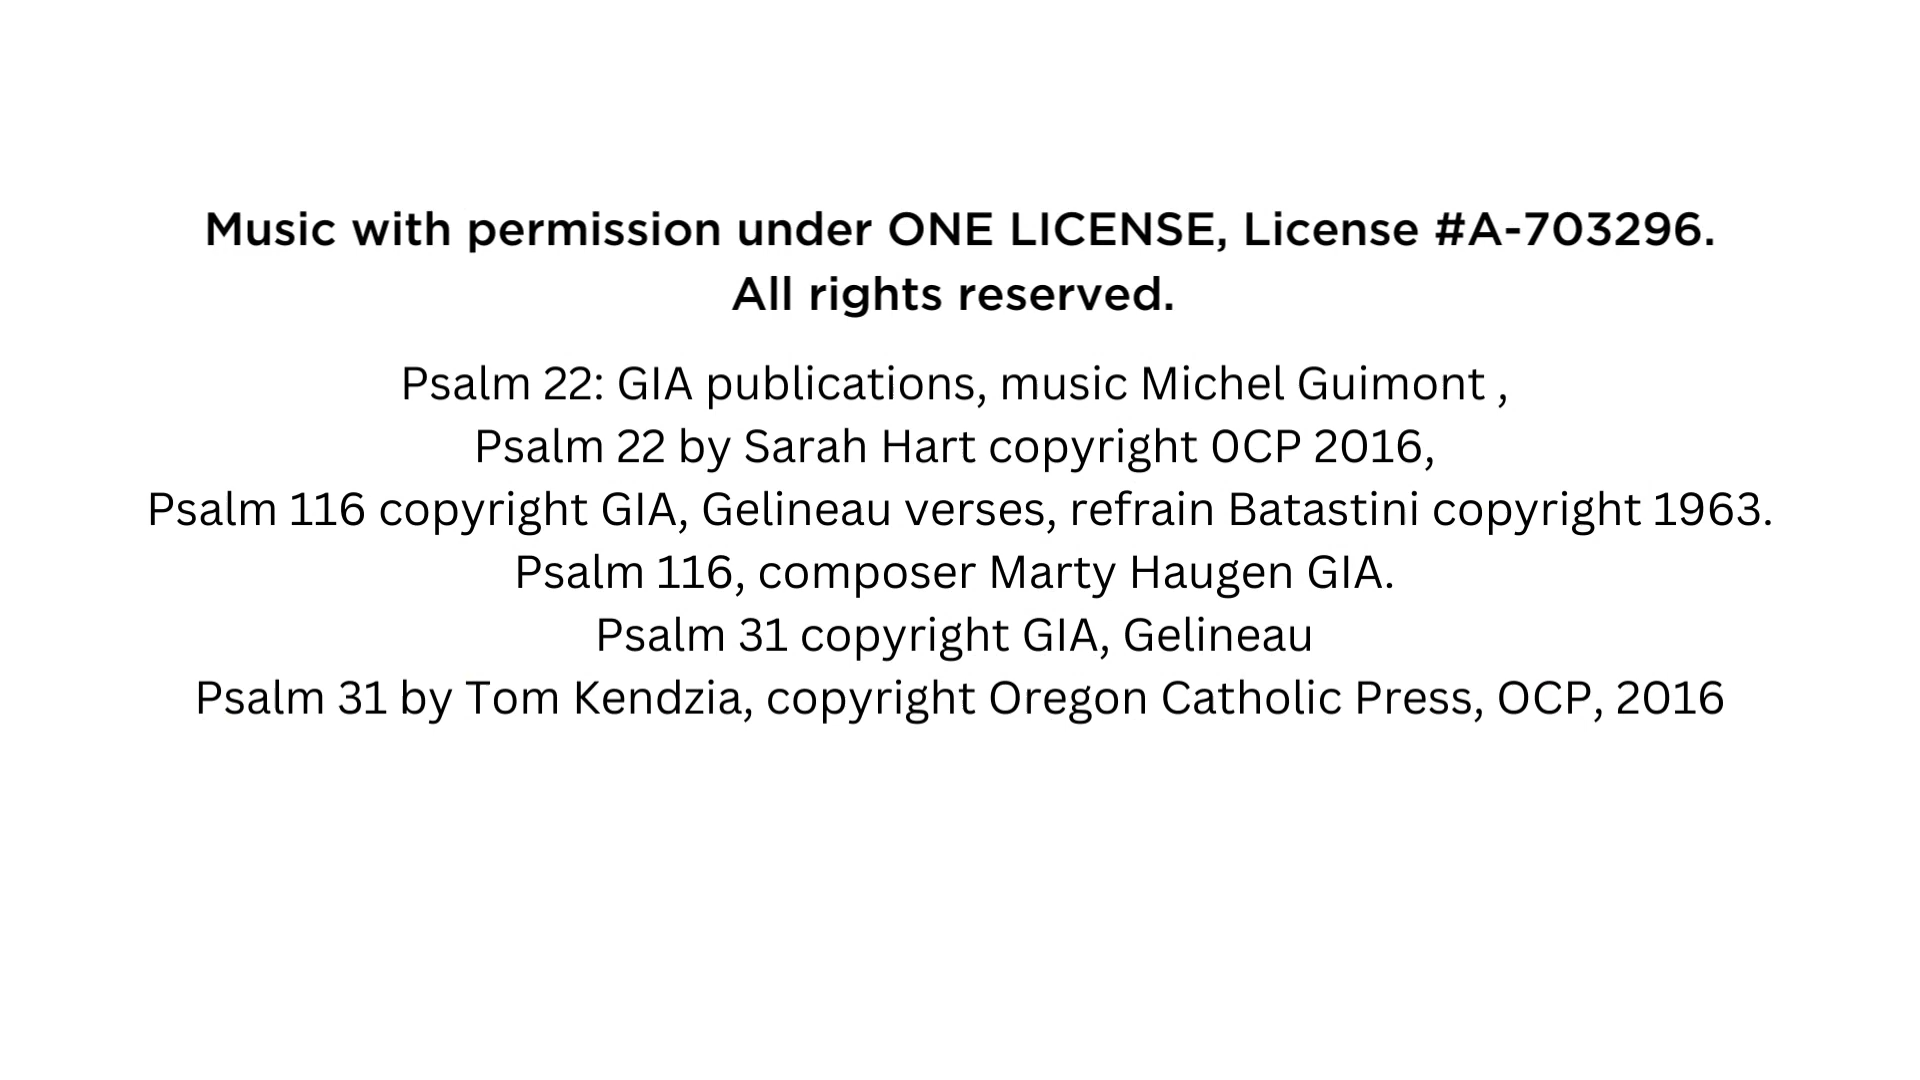 Music with permission under ONE LICENSE, License #A-703296.
All rights reserved.
Psalm 22: GIA publications, music Michel Guimont ,
Psalm 22 by Sarah Hart copyright OCP 2016,
Psalm 116 copyright GIA, Gelineau verses, refrain Batastini copyright 1963.
Psalm 116, composer Marty Haugen GIA.
Psalm 31 copyright GIA, Gelineau
Psalm 31 by Tom Kendzia, copyright Oregon Catholic Press, OCP, 2016